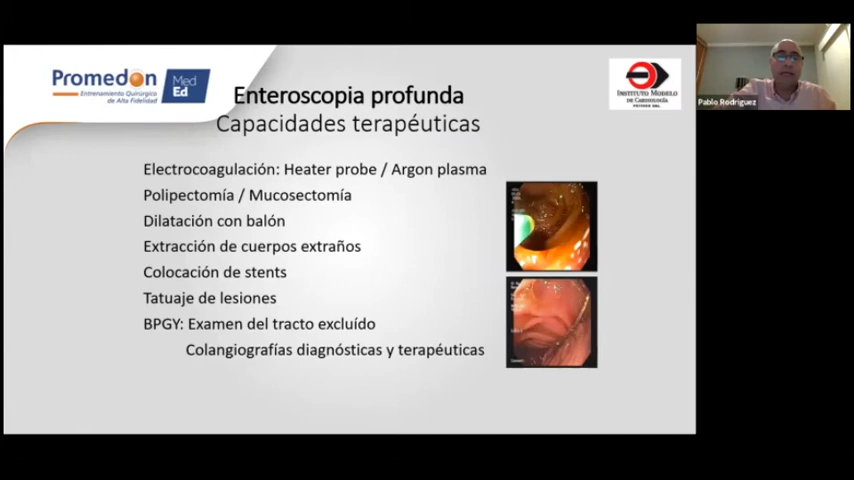 Promedon
Entrenamiento Quirúrgico
de Alta Fidelidad
Med
Ed
Enteroscopia profunda
Capacidades terapéuticas
INSTITUTO MODELO
DE CARDIOLOGÍA
PRIVADO SRL.
Pablo Rodriguez
Electrocoagulación: Heater probe / Argon plasma
Polipectomía / Mucosectomía
Dilatación con balón
Extracción de cuerpos extraños
Colocación de stents
Tatuaje de lesiones
BPGY: Examen del tracto excluído
Colangiografías diagnósticas y terapéuticas